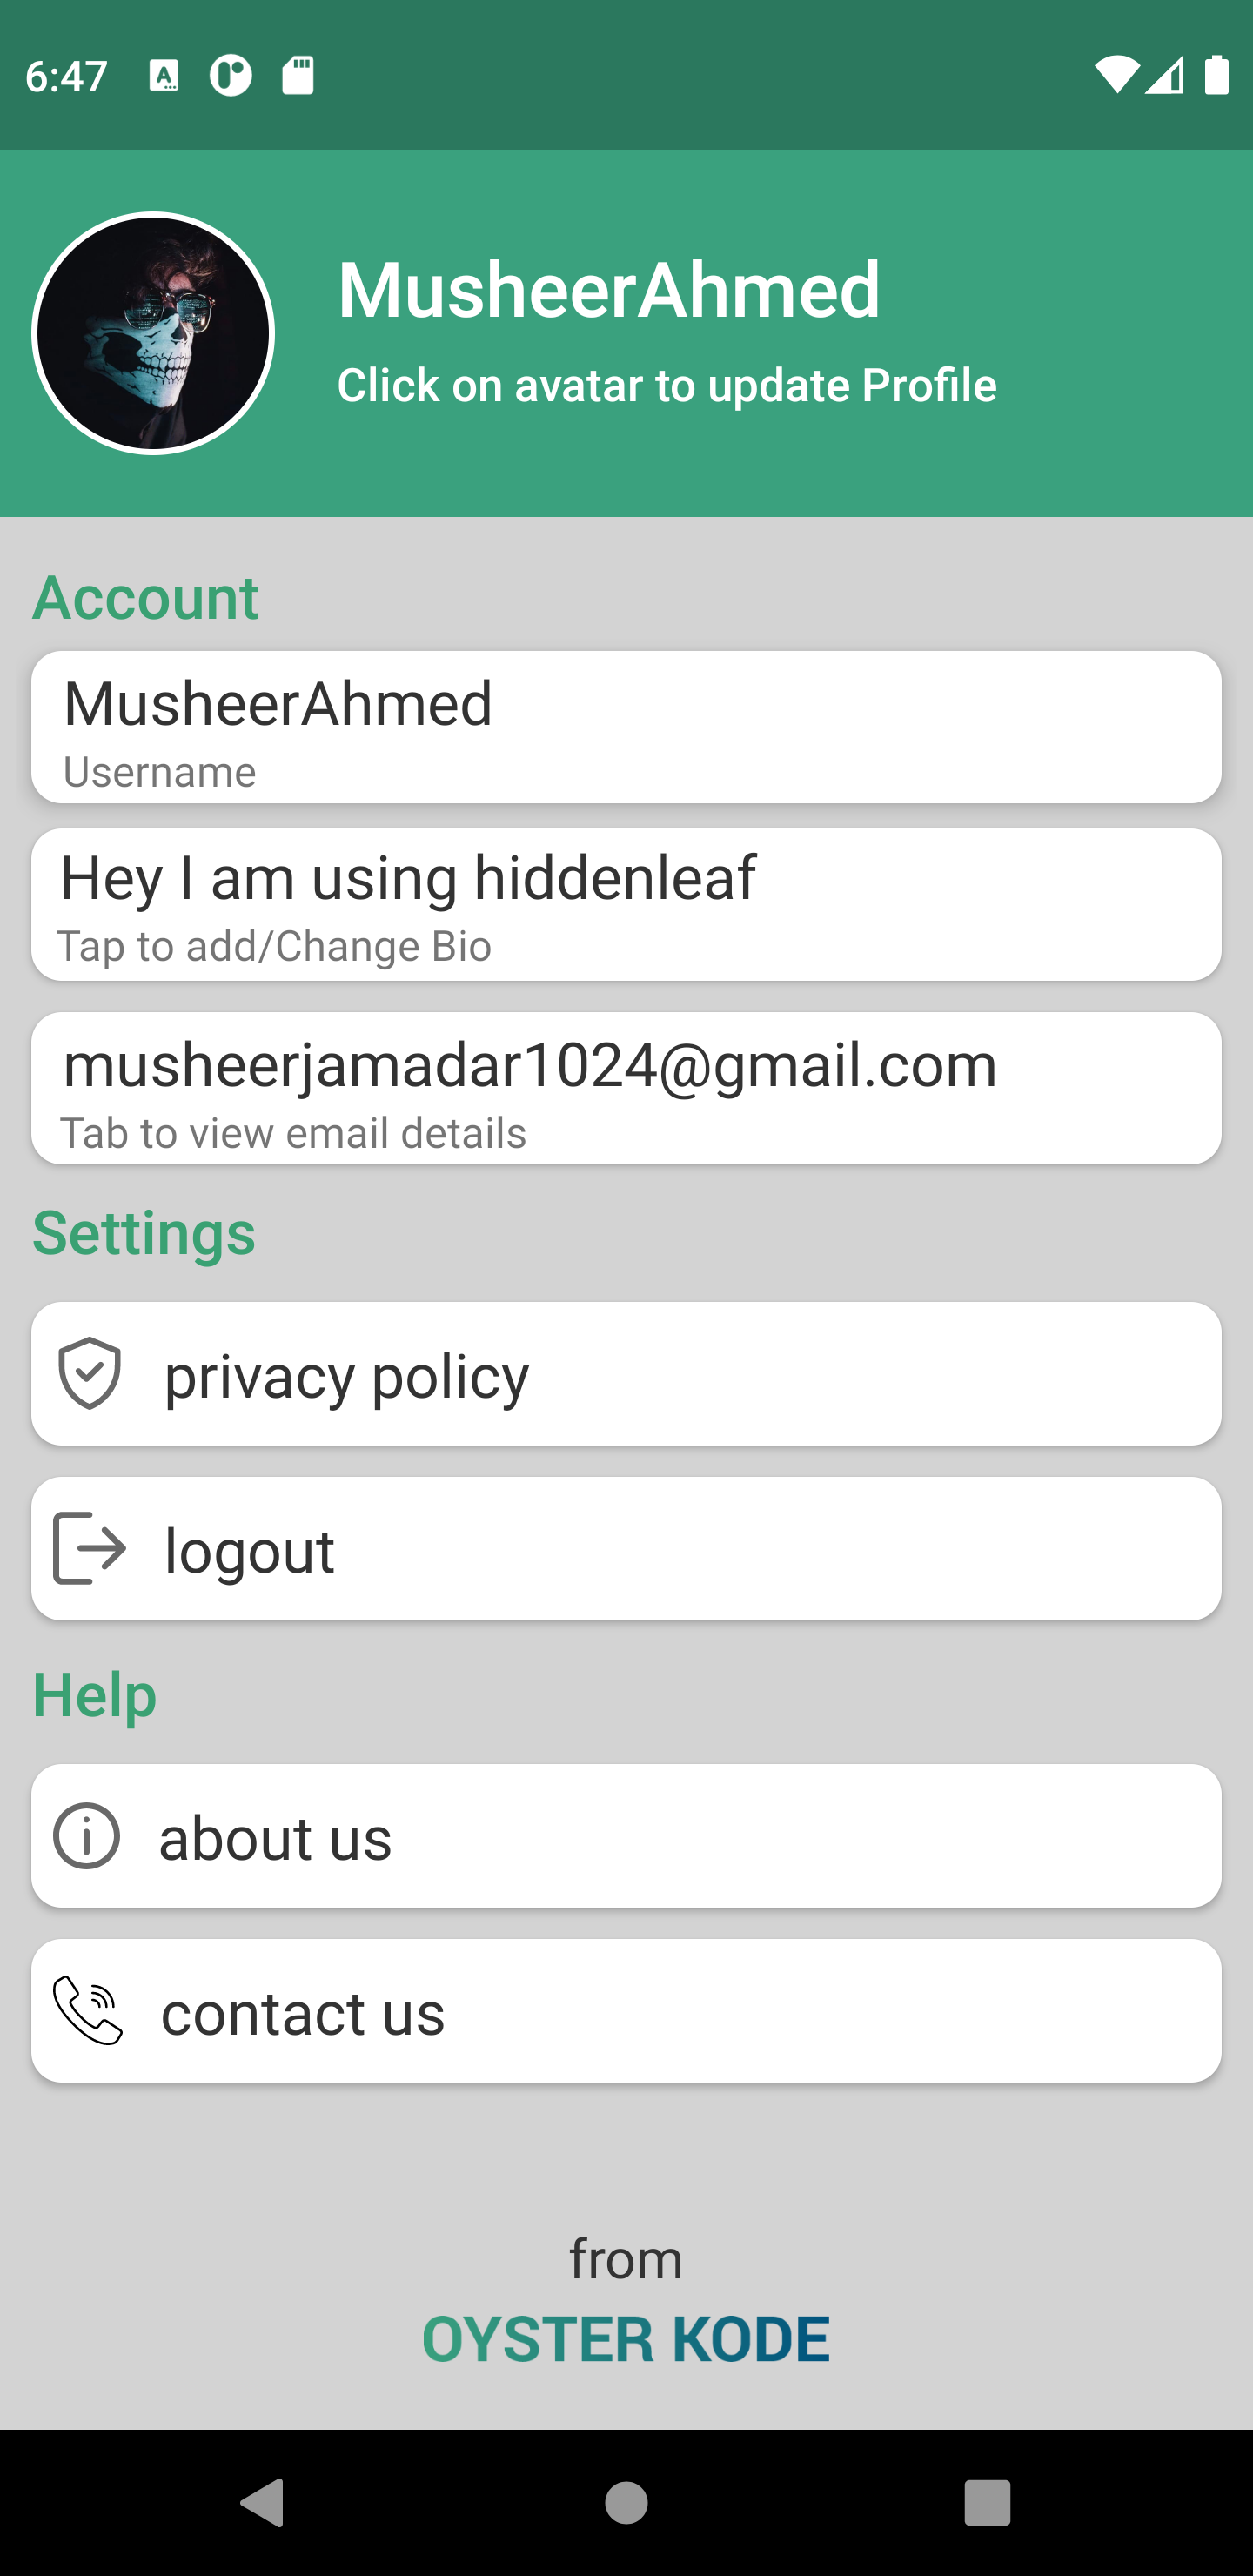 6:47
MusheerAhmed
Click on avatar to update Profile
Account
MusheerAhmed
Username
Hey I am using hiddenleaf
Tap to add/Change Bio
musheerjamadar1024@gmail.com
Tab to view email details
Settings
privacy policy
logout
Help
about us
contact us
from
OYSTER KODE